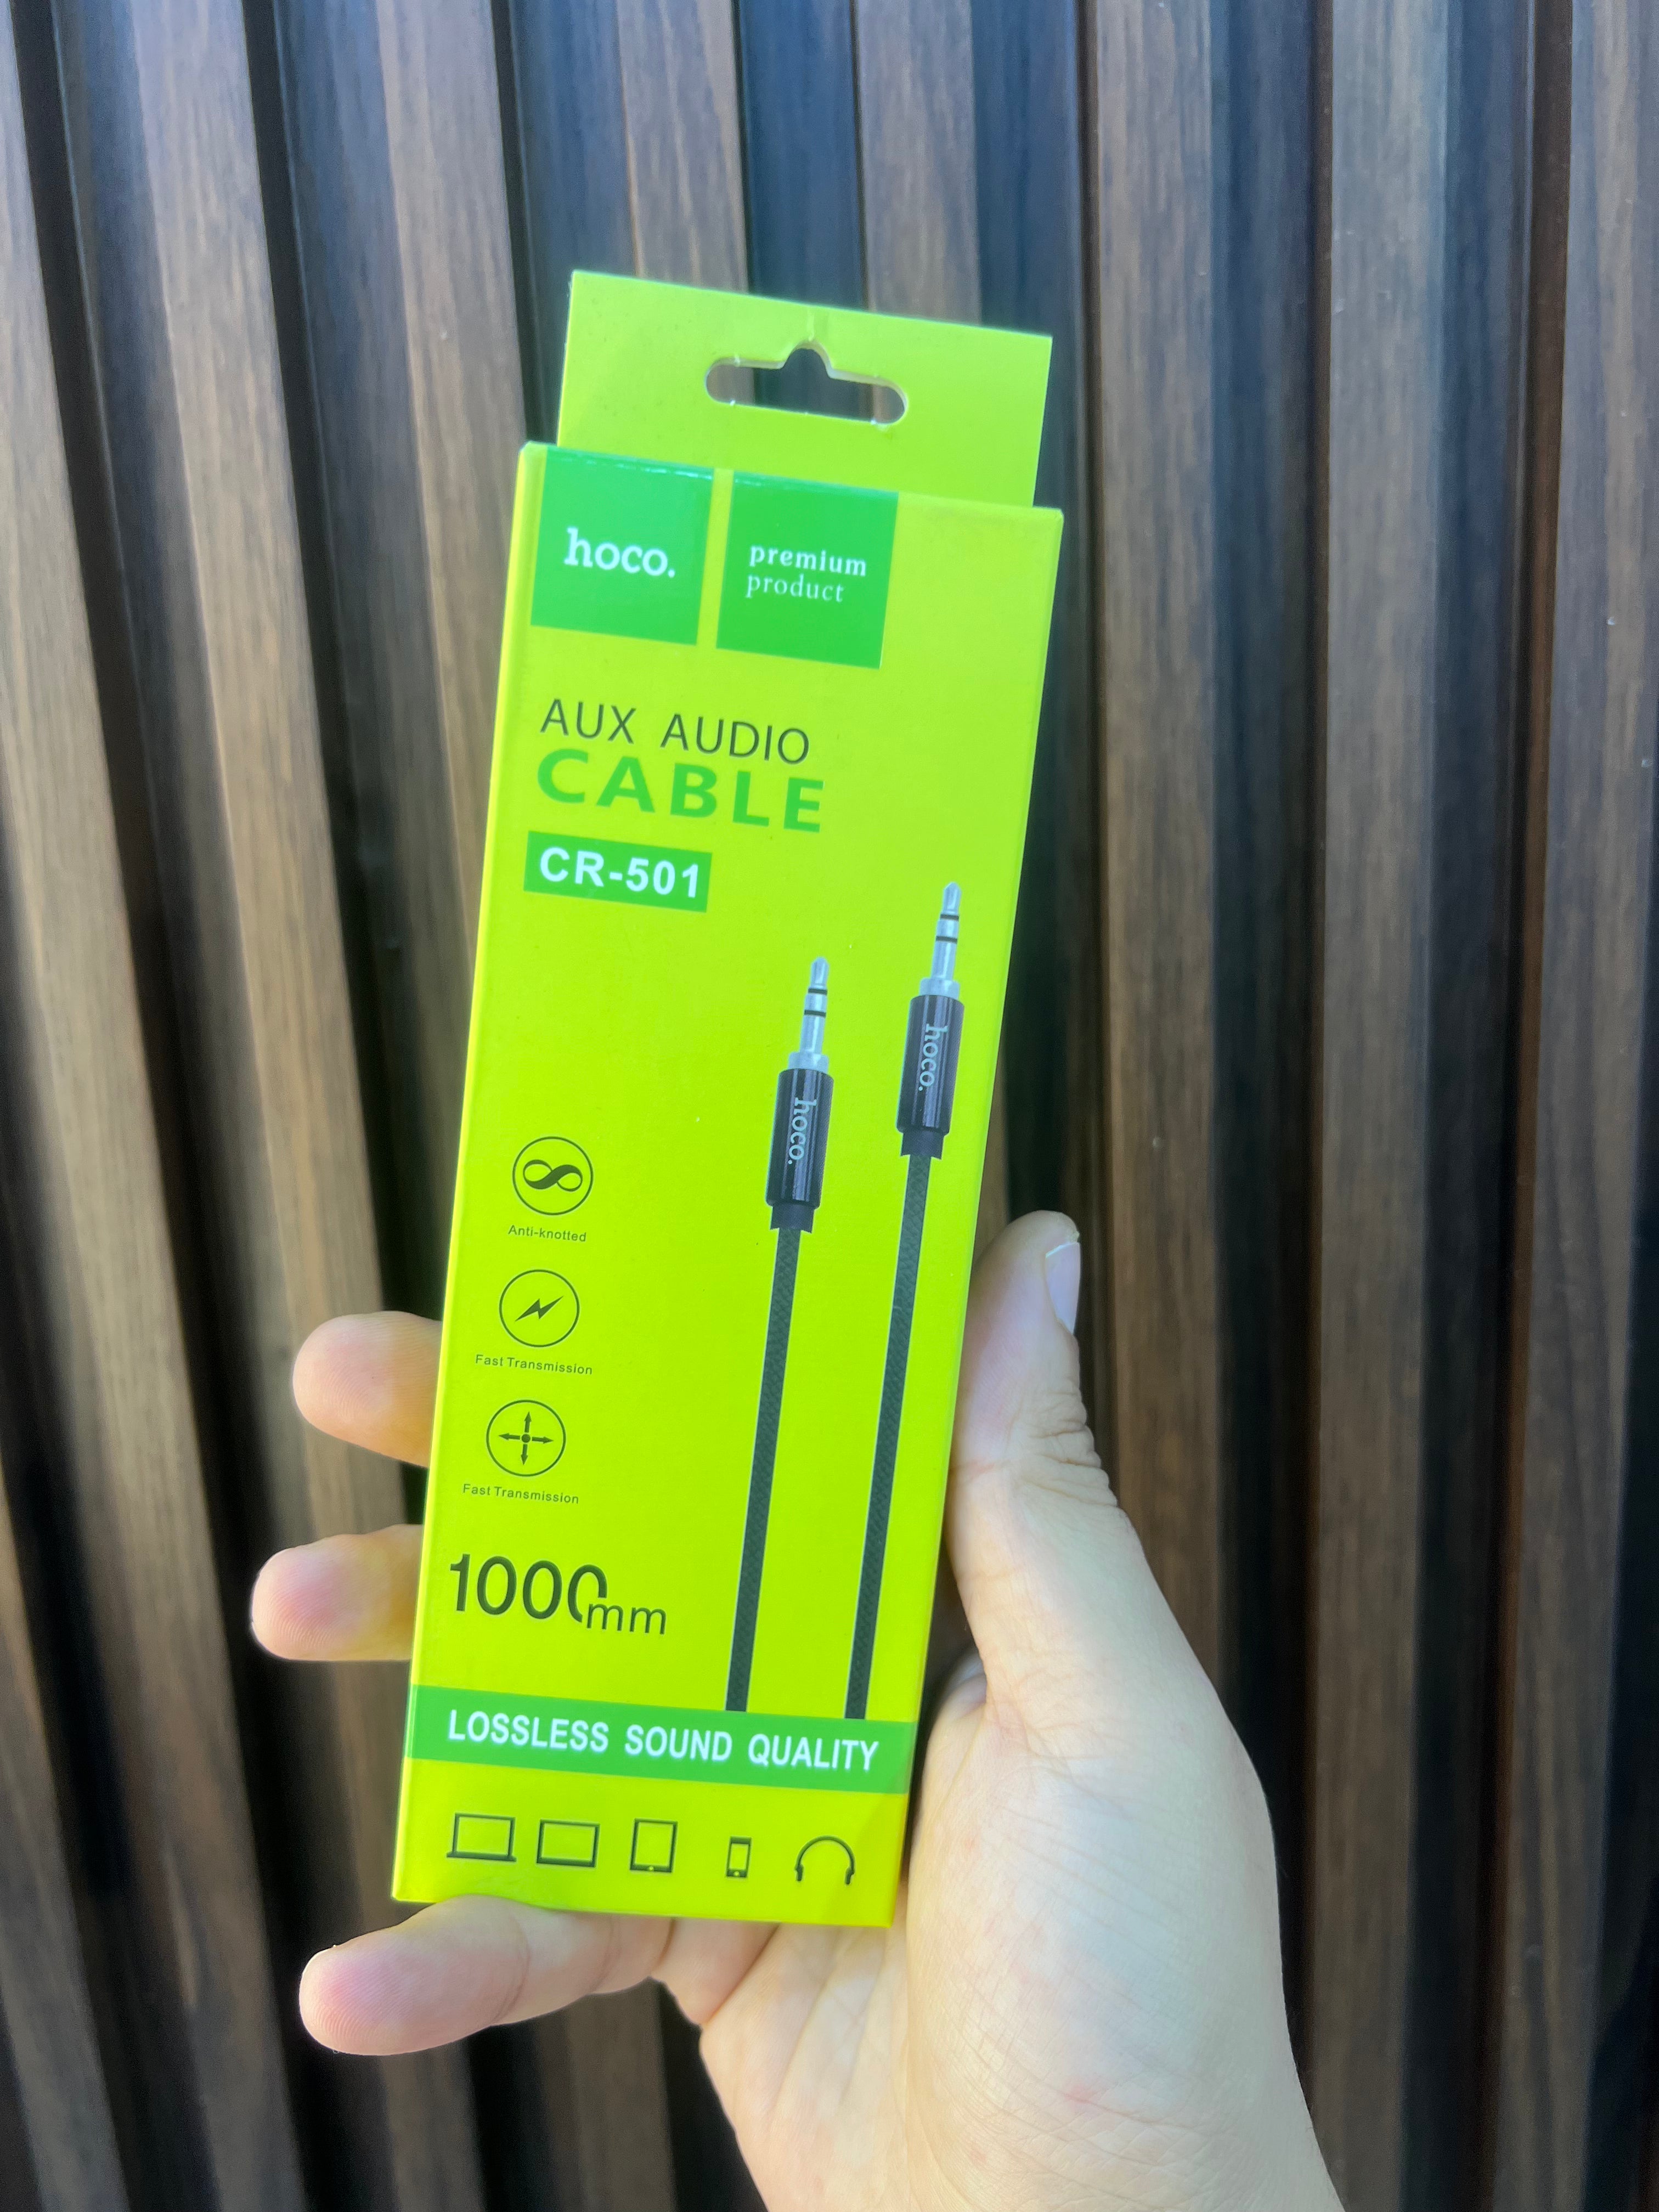 hoco.
premium
product
AUX AUDIO
CABLE
CR-501
hoco.
hoco.
Anti-knotted
Fast Transmission
Fast Transmission
1000mm
LOSSLESS SOUND QUALITY